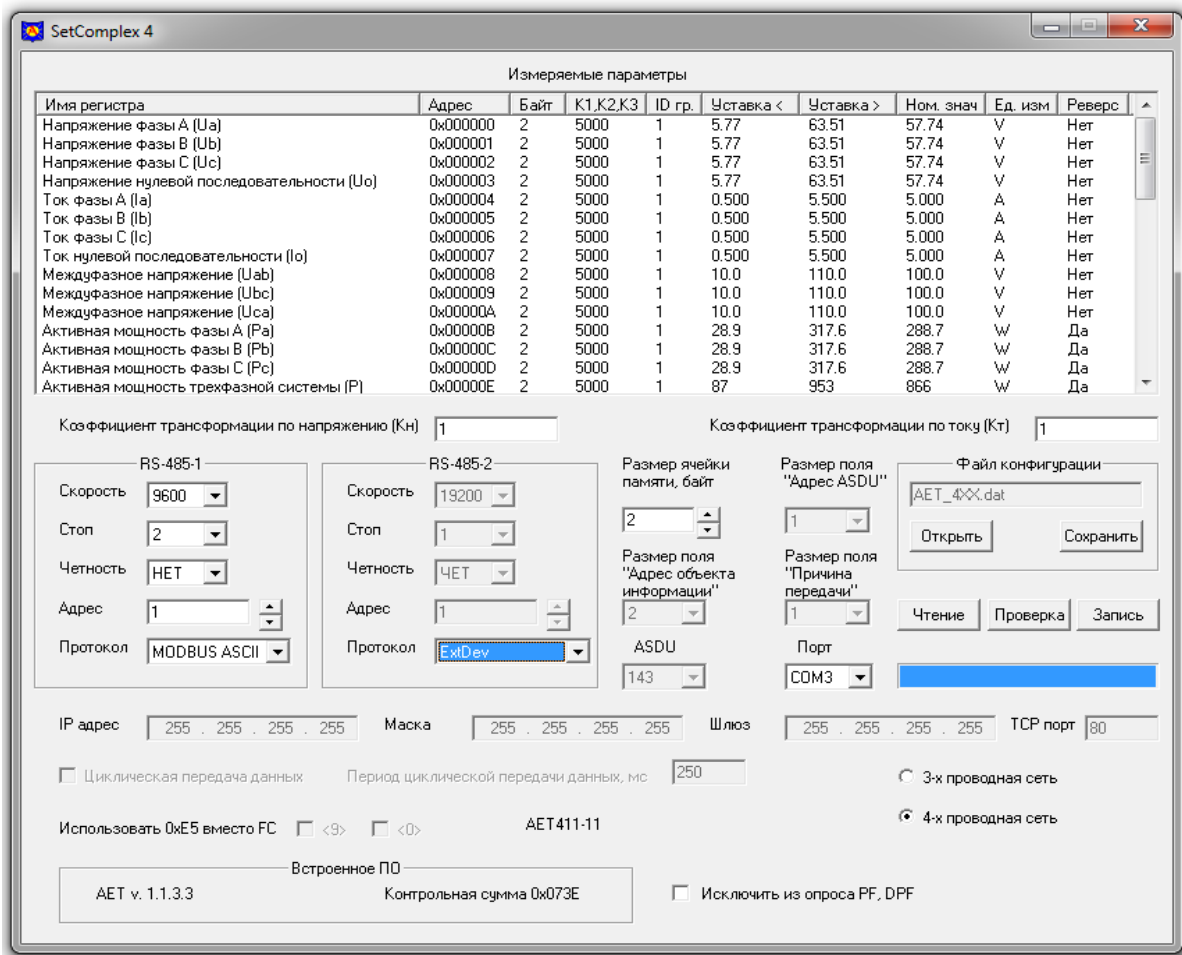 SetComplex 4
Измеряемые параметры
Имя регистра Адрес Байт K1,K2,K3 ID гр. Уставка < Уставка > Ном. знач Ед. изм Реверс
Напряжение фазы A (Ua) 0x000000 2 5000 1 5.77 63.51 57.74 V Нет
Напряжение фазы B (Ub) 0x000001 2 5000 1 5.77 63.51 57.74 V Нет
Напряжение фазы C (Uc) 0x000002 2 5000 1 5.77 63.51 57.74 V Нет
Напряжение нулевой последовательности (Uo) 0x000003 2 5000 1 5.77 63.51 57.74 V Нет
Ток фазы A (Ia) 0x000004 2 5000 1 0.500 5.500 5.000 A Нет
Ток фазы B (Ib) 0x000005 2 5000 1 0.500 5.500 5.000 A Нет
Ток фазы C (Ic) 0x000006 2 5000 1 0.500 5.500 5.000 A Нет
Ток нулевой последовательности (Io) 0x000007 2 5000 1 0.500 5.500 5.000 A Нет
Междуфазное напряжение (Uab) 0x000008 2 5000 1 10.0 110.0 100.0 V Нет
Междуфазное напряжение (Ubc) 0x000009 2 5000 1 10.0 110.0 100.0 V Нет
Междуфазное напряжение (Uca) 0x00000A 2 5000 1 10.0 110.0 100.0 V Нет
Активная мощность фазы A (Pa) 0x00000B 2 5000 1 28.9 317.6 288.7 W Да
Активная мощность фазы B (Pb) 0x00000C 2 5000 1 28.9 317.6 288.7 W Да
Активная мощность фазы C (Pc) 0x00000D 2 5000 1 28.9 317.6 288.7 W Да
Активная мощность трехфазной системы (P) 0x00000E 2 5000 1 87 953 866 W Да
Коэффициент трансформации по напряжению (Кн) 1 Коэффициент трансформации по току (Кт) 1
RS-485-1
Скорость 9600
Стоп 2
Четность НЕТ
Адрес 1
Протокол MODBUS ASCII
RS-485-2
Скорость 19200
Стоп 1
Четность ЧЕТ
Адрес 1
Протокол ExtDev
Размер ячейки
памяти, байт
2
Размер поля
"Адрес объекта
информации"
2
ASDU
143
Размер поля
"Адрес ASDU"
1
Размер поля
"Причина
передачи"
1
Порт
COM3
Файл конфигурации
AET_4XX.dat
Открыть Сохранить
Чтение Проверка Запись
IP адрес 255 . 255 . 255 . 255 Маска 255 . 255 . 255 . 255 Шлюз 255 . 255 . 255 . 255 TCP порт 80
Циклическая передача данных Период циклической передачи данных, мс 250
3-х проводная сеть
4-х проводная сеть
Использовать 0xE5 вместо FC <9> <0> AET411-11
Встроенное ПО
AET v. 1.1.3.3 Контрольная сумма 0x073E
Исключить из опроса PF, DPF